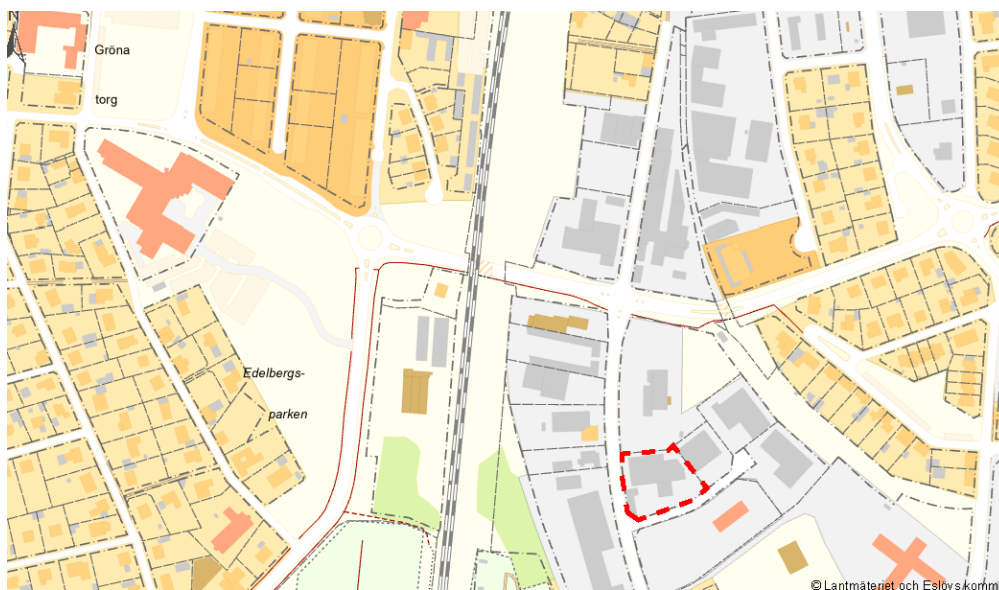 Gröna
torg
Edelbergs-
parken
© Lantmäteriet och Eslövs komm